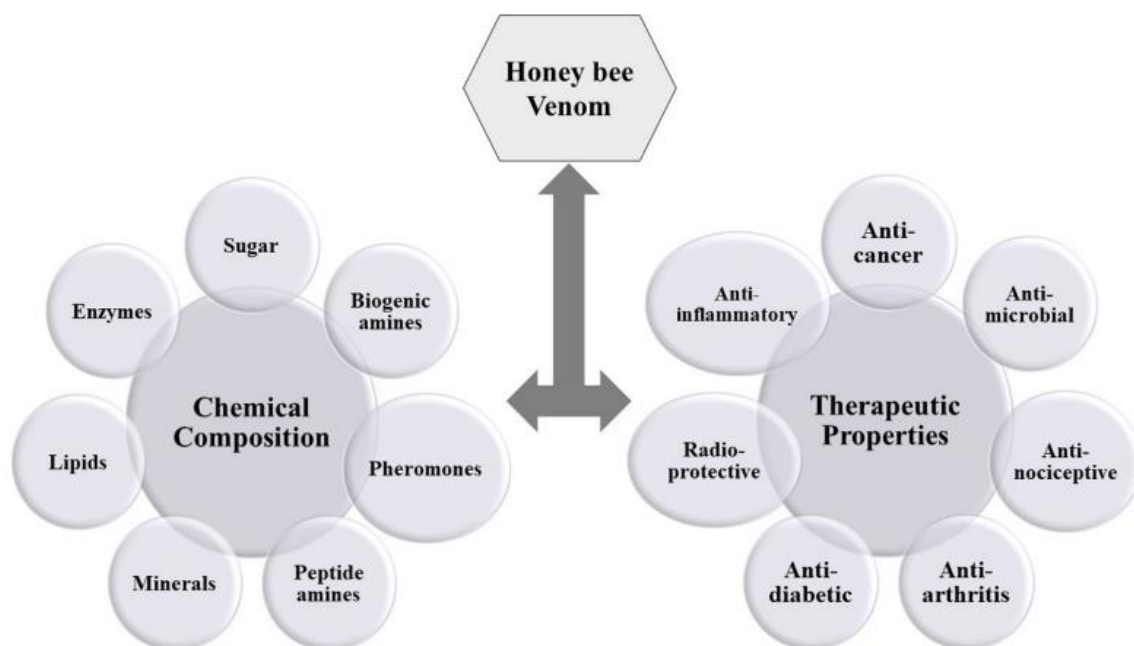 Honey bee
Venom
Sugar
Biogenic
amines
Pheromones
Peptide
amines
Minerals
Lipids
Enzymes
Chemical
Composition
Anti-
cancer
Anti-
microbial
Anti-
nociceptive
Anti-
arthritis
Anti-
diabetic
Radio-
protective
Anti-
inflammatory
Therapeutic
Properties